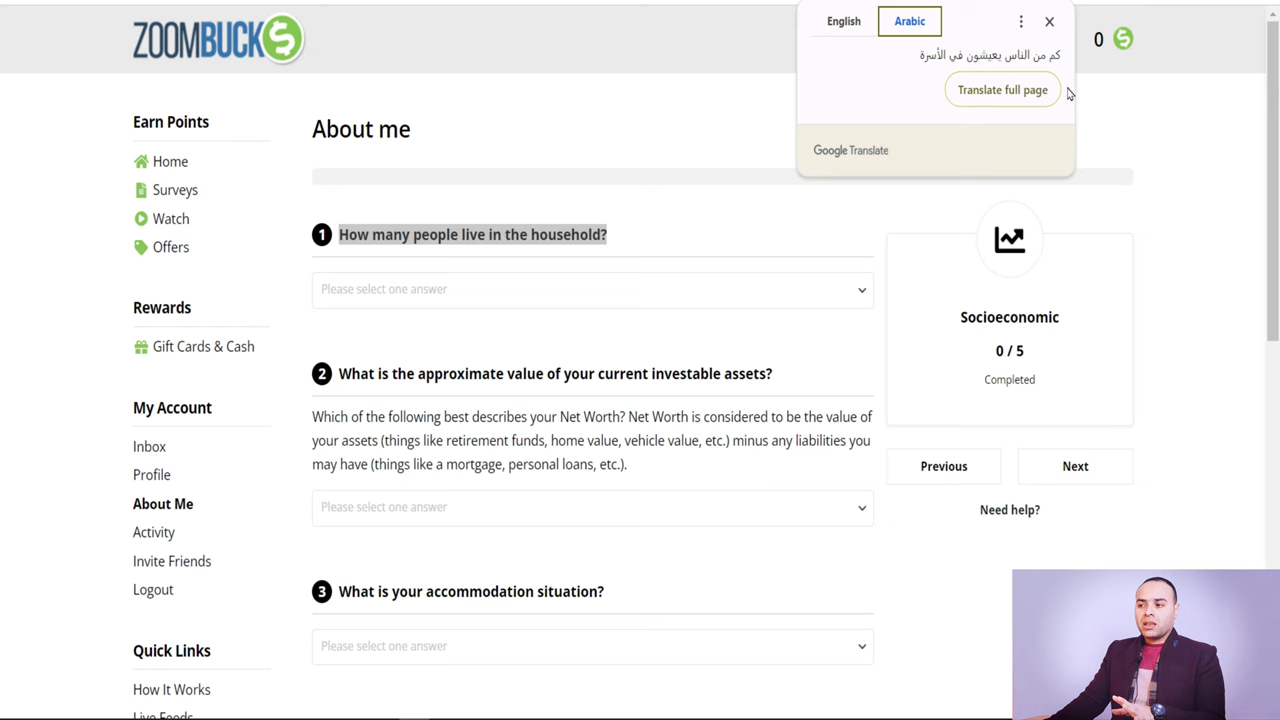 ZOOMBUCK$
English
Arabic
0
كم من الناس يعيشون في الأسرة
Translate full page
Google Translate
Earn Points
Home
Surveys
Watch
Offers
Rewards
Gift Cards & Cash
My Account
Inbox
Profile
About Me
Activity
Invite Friends
Logout
Quick Links
How It Works
Live Feeds
About me
1 How many people live in the household?
Please select one answer
2 What is the approximate value of your current investable assets?
Which of the following best describes your Net Worth? Net Worth is considered to be the value of
your assets (things like retirement funds, home value, vehicle value, etc.) minus any liabilities you
may have (things like a mortgage, personal loans, etc.).
Please select one answer
3 What is your accommodation situation?
Please select one answer
Socioeconomic
0 / 5
Completed
Previous
Next
Need help?